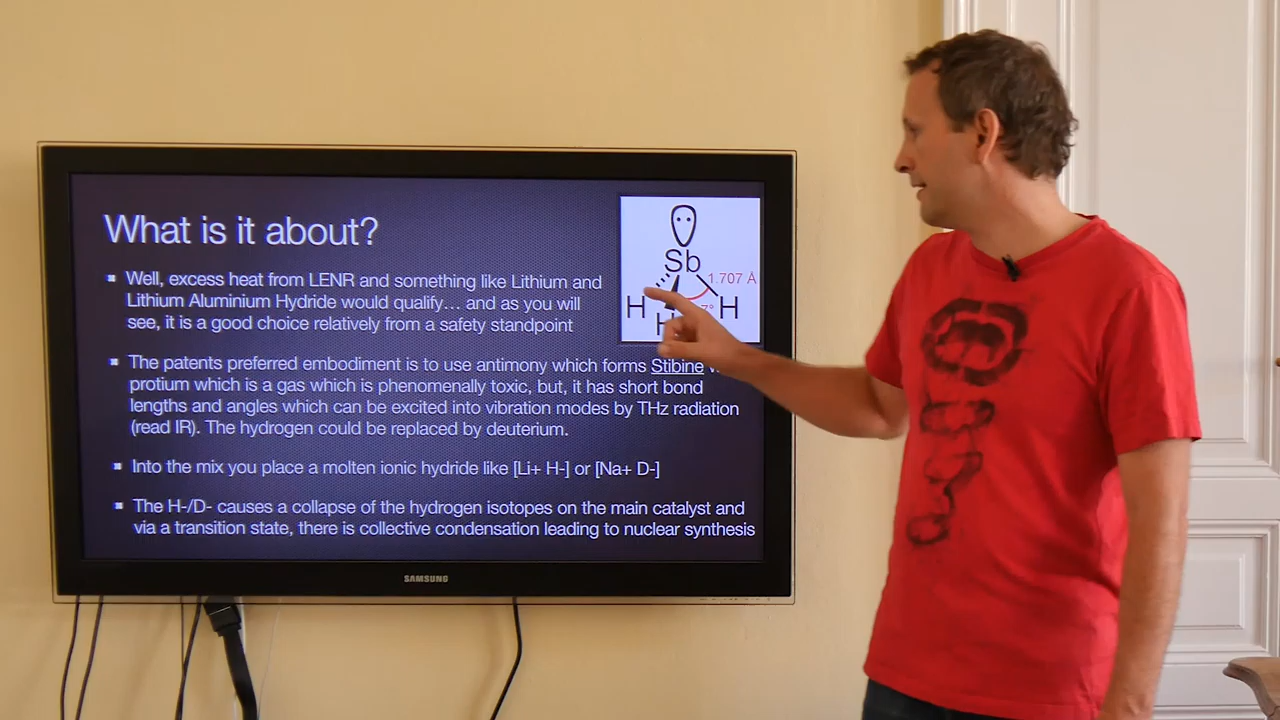 What is it about?
Well, excess heat from LENR and something like Lithium and
Lithium Aluminium Hydride would qualify... and as you will
see, it is a good choice relatively from a safety standpoint
The patents preferred embodiment is to use antimony which forms Stibine
protium which is a gas which is phenomenally toxic, but, it has short bond
lengths and angles which can be excited into vibration modes by THz radiation
(read IR). The hydrogen could be replaced by deuterium.
Into the mix you place a molten ionic hydride like [Li+ H-] or [Na+ D-]
The H-/D- causes a collapse of the hydrogen isotopes on the main catalyst and
via a transition state, there is collective condensation leading to nuclear synthesis
Sb
1.707 Å
H
H
H
SAMSUNG